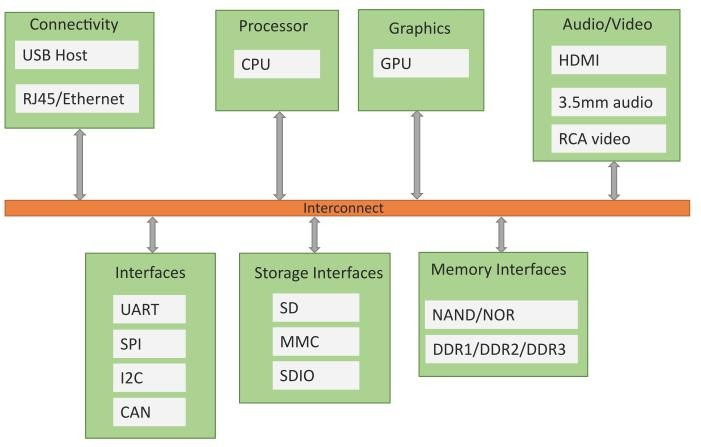 Connectivity
USB Host
RJ45/Ethernet
Processor
CPU
Graphics
GPU
Audio/Video
HDMI
3.5mm audio
RCA video
Interconnect
Interfaces
UART
SPI
I2C
CAN
Storage Interfaces
SD
MMC
SDIO
Memory Interfaces
NAND/NOR
DDR1/DDR2/DDR3